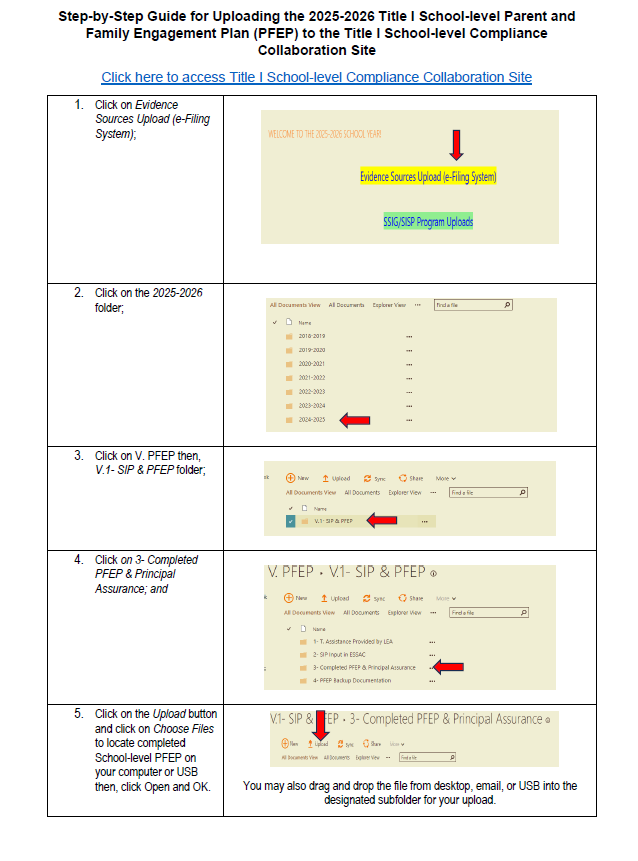 Step-by-Step Guide for Uploading the 2025-2026 Title I School-level Parent and
Family Engagement Plan (PFEP) to the Title I School-level Compliance
Collaboration Site
Click here to access Title I School-level Compliance Collaboration Site
1. Click on Evidence
Sources Upload (e-Filing
System);
WELCOME TO THE 2025-2026 SCHOOL YEAR!
Evidence Sources Upload (e-Filing System)
SSIG/SISP Program Uploads
2. Click on the 2025-2026
folder;
All Documents View All Documents Explorer View ••• Find a file
Name
2018-2019 •••
2019-2020 •••
2020-2021 •••
2021-2022 •••
2022-2023 •••
2023-2024 •••
2024-2025 •••
3. Click on V. PFEP then,
V.1- SIP & PFEP folder;
New Upload Sync Share More
All Documents View All Documents Explorer View ••• Find a file
Name
V.1- SIP & PFEP •••
4. Click on 3- Completed
PFEP & Principal
Assurance; and
V. PFEP • V.1- SIP & PFEP
New Upload Sync Share More
All Documents View All Documents Explorer View ••• Find a file
Name
1- T. Assistance Provided by LEA •••
2- SIP Input in ESSAC •••
3- Completed PFEP & Principal Assurance •••
4- PFEP Backup Documentation •••
5. Click on the Upload button
and click on Choose Files
to locate completed
School-level PFEP on
your computer or USB
then, click Open and OK.
V.1- SIP & PFEP • 3- Completed PFEP & Principal Assurance
New Upload Sync Share More
All Documents View All Documents Explorer View ••• Find a file
You may also drag and drop the file from desktop, email, or USB into the
designated subfolder for your upload.